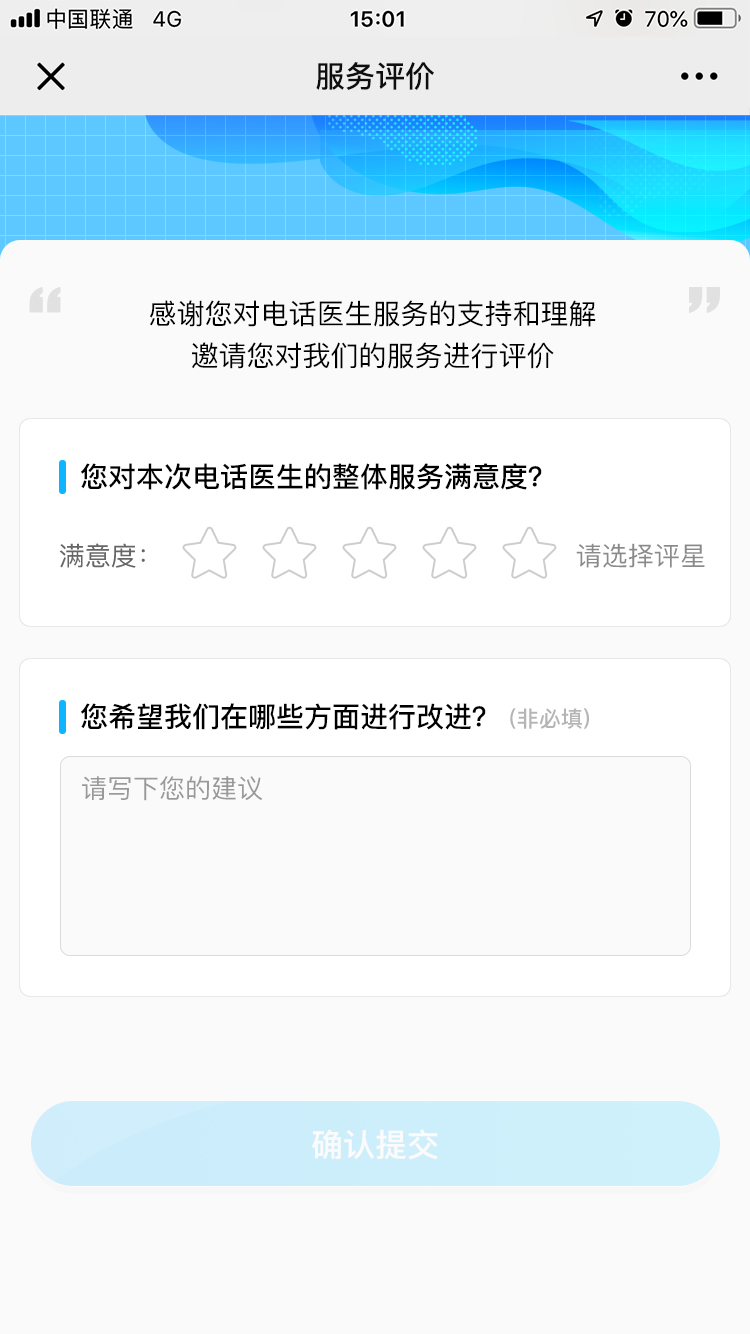 中国联通 4G 15:01 70%
服务评价
感谢您对电话医生服务的支持和理解
邀请您对我们的服务进行评价
您对本次电话医生的整体服务满意度?
满意度: 请选择评星
您希望我们在哪些方面进行改进? (非必填)
请写下您的建议
确认提交